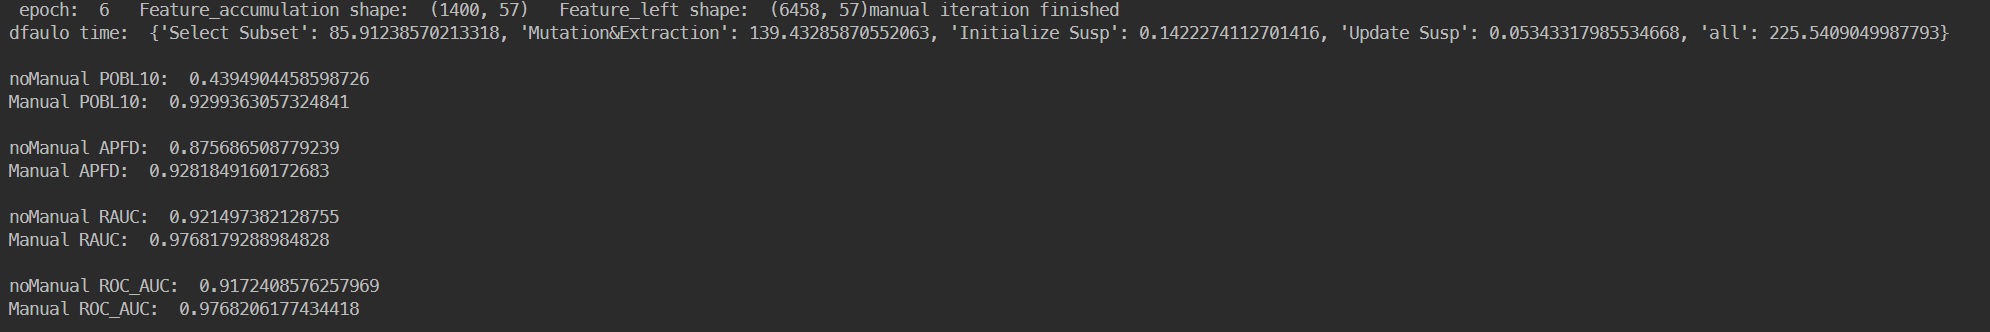 epoch:  6   Feature_accumulation shape:  (1400, 57)   Feature_left shape:  (6458, 57)manual iteration finished
dfaulo time:  {'Select Subset': 85.91238570213318, 'Mutation&Extraction': 139.43285870552063, 'Initialize Susp': 0.1422274112701416, 'Update Susp': 0.05343317985534668, 'all': 225.5409049987793}
noManual POBL10:  0.4394904458598726
Manual POBL10:  0.9299363057324841
noManual APFD:  0.875686508779239
Manual APFD:  0.9281849160172683
noManual RAUC:  0.921497382128755
Manual RAUC:  0.9768179288984828
noManual ROC_AUC:  0.9172408576257969
Manual ROC_AUC:  0.9768206177434418